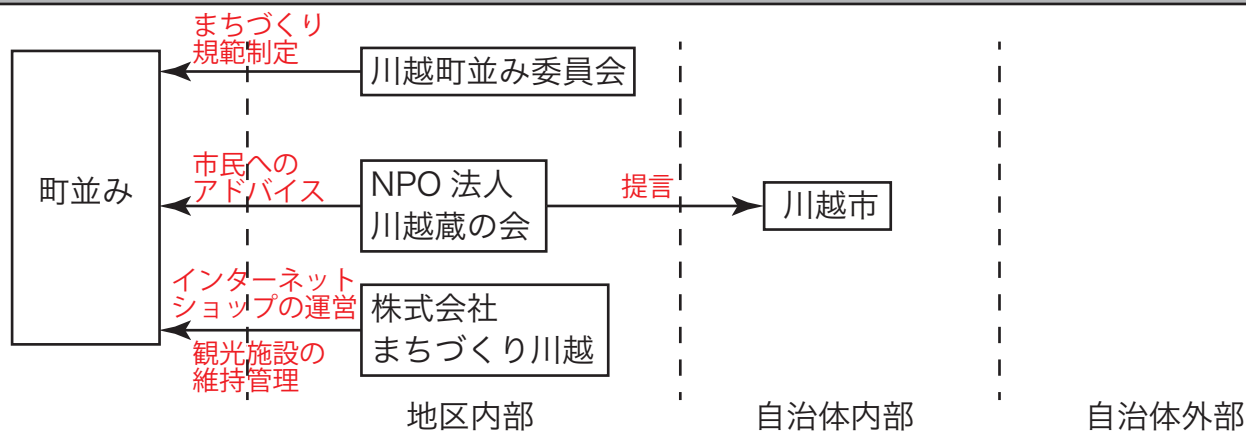 まちづくり
規範制定
川越町並み委員会
町並み
市民への
アドバイス
NPO 法人
川越蔵の会
提言
川越市
インターネット
ショップの運営
株式会社
まちづくり川越
観光施設の
維持管理
地区内部
自治体内部
自治体外部